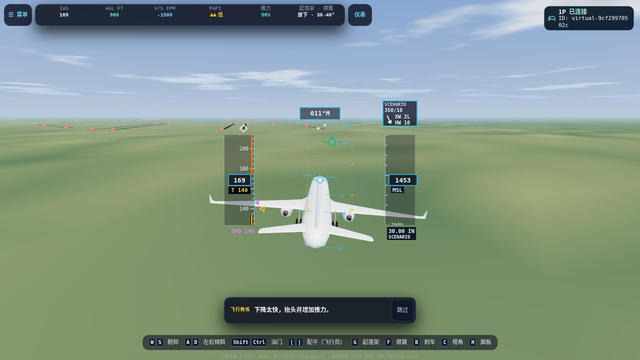 ☰ 菜单
IAS
AGL FT
V/S FPM
PAPI
推力
起落架 · 襟翼
169
980
-1500
▲▲ 低
56%
放下 · 30.40°
仪表
1P 已连接
ID: virtual-9cf299705
02c
011°M
SCENARIO
350/10
XW 2L
HW 10
200
180
169
T 140
140
SPD 140
1453
MSL
30.00 IN
SCENARIO
飞行教练 下降太快，抬头并增加推力。
跳过
W S 俯仰 A D 左右倾斜 Shift Ctrl 油门 [ ] 配平（飞行员） G 起落架 F 襟翼 B 刹车 C 视角 H 面板